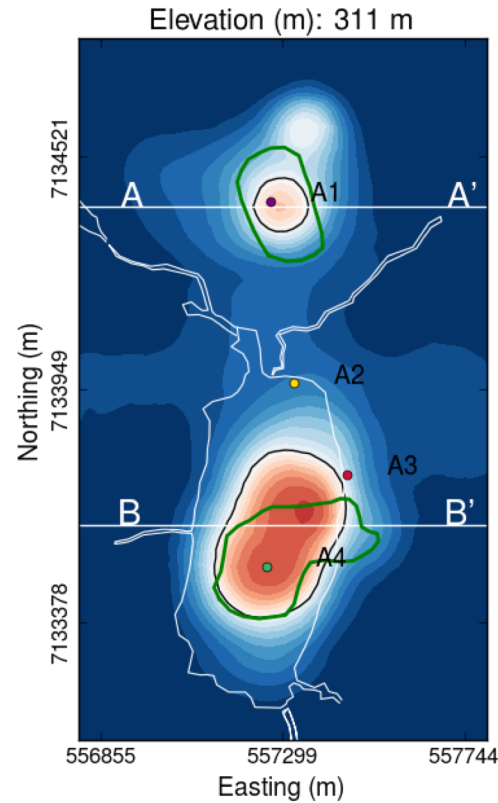 Elevation (m): 311 m
7134521
A
A1
A'
Northing (m)
7133949
A2
A3
B
B'
A4
7133378
556855
557299
557744
Easting (m)